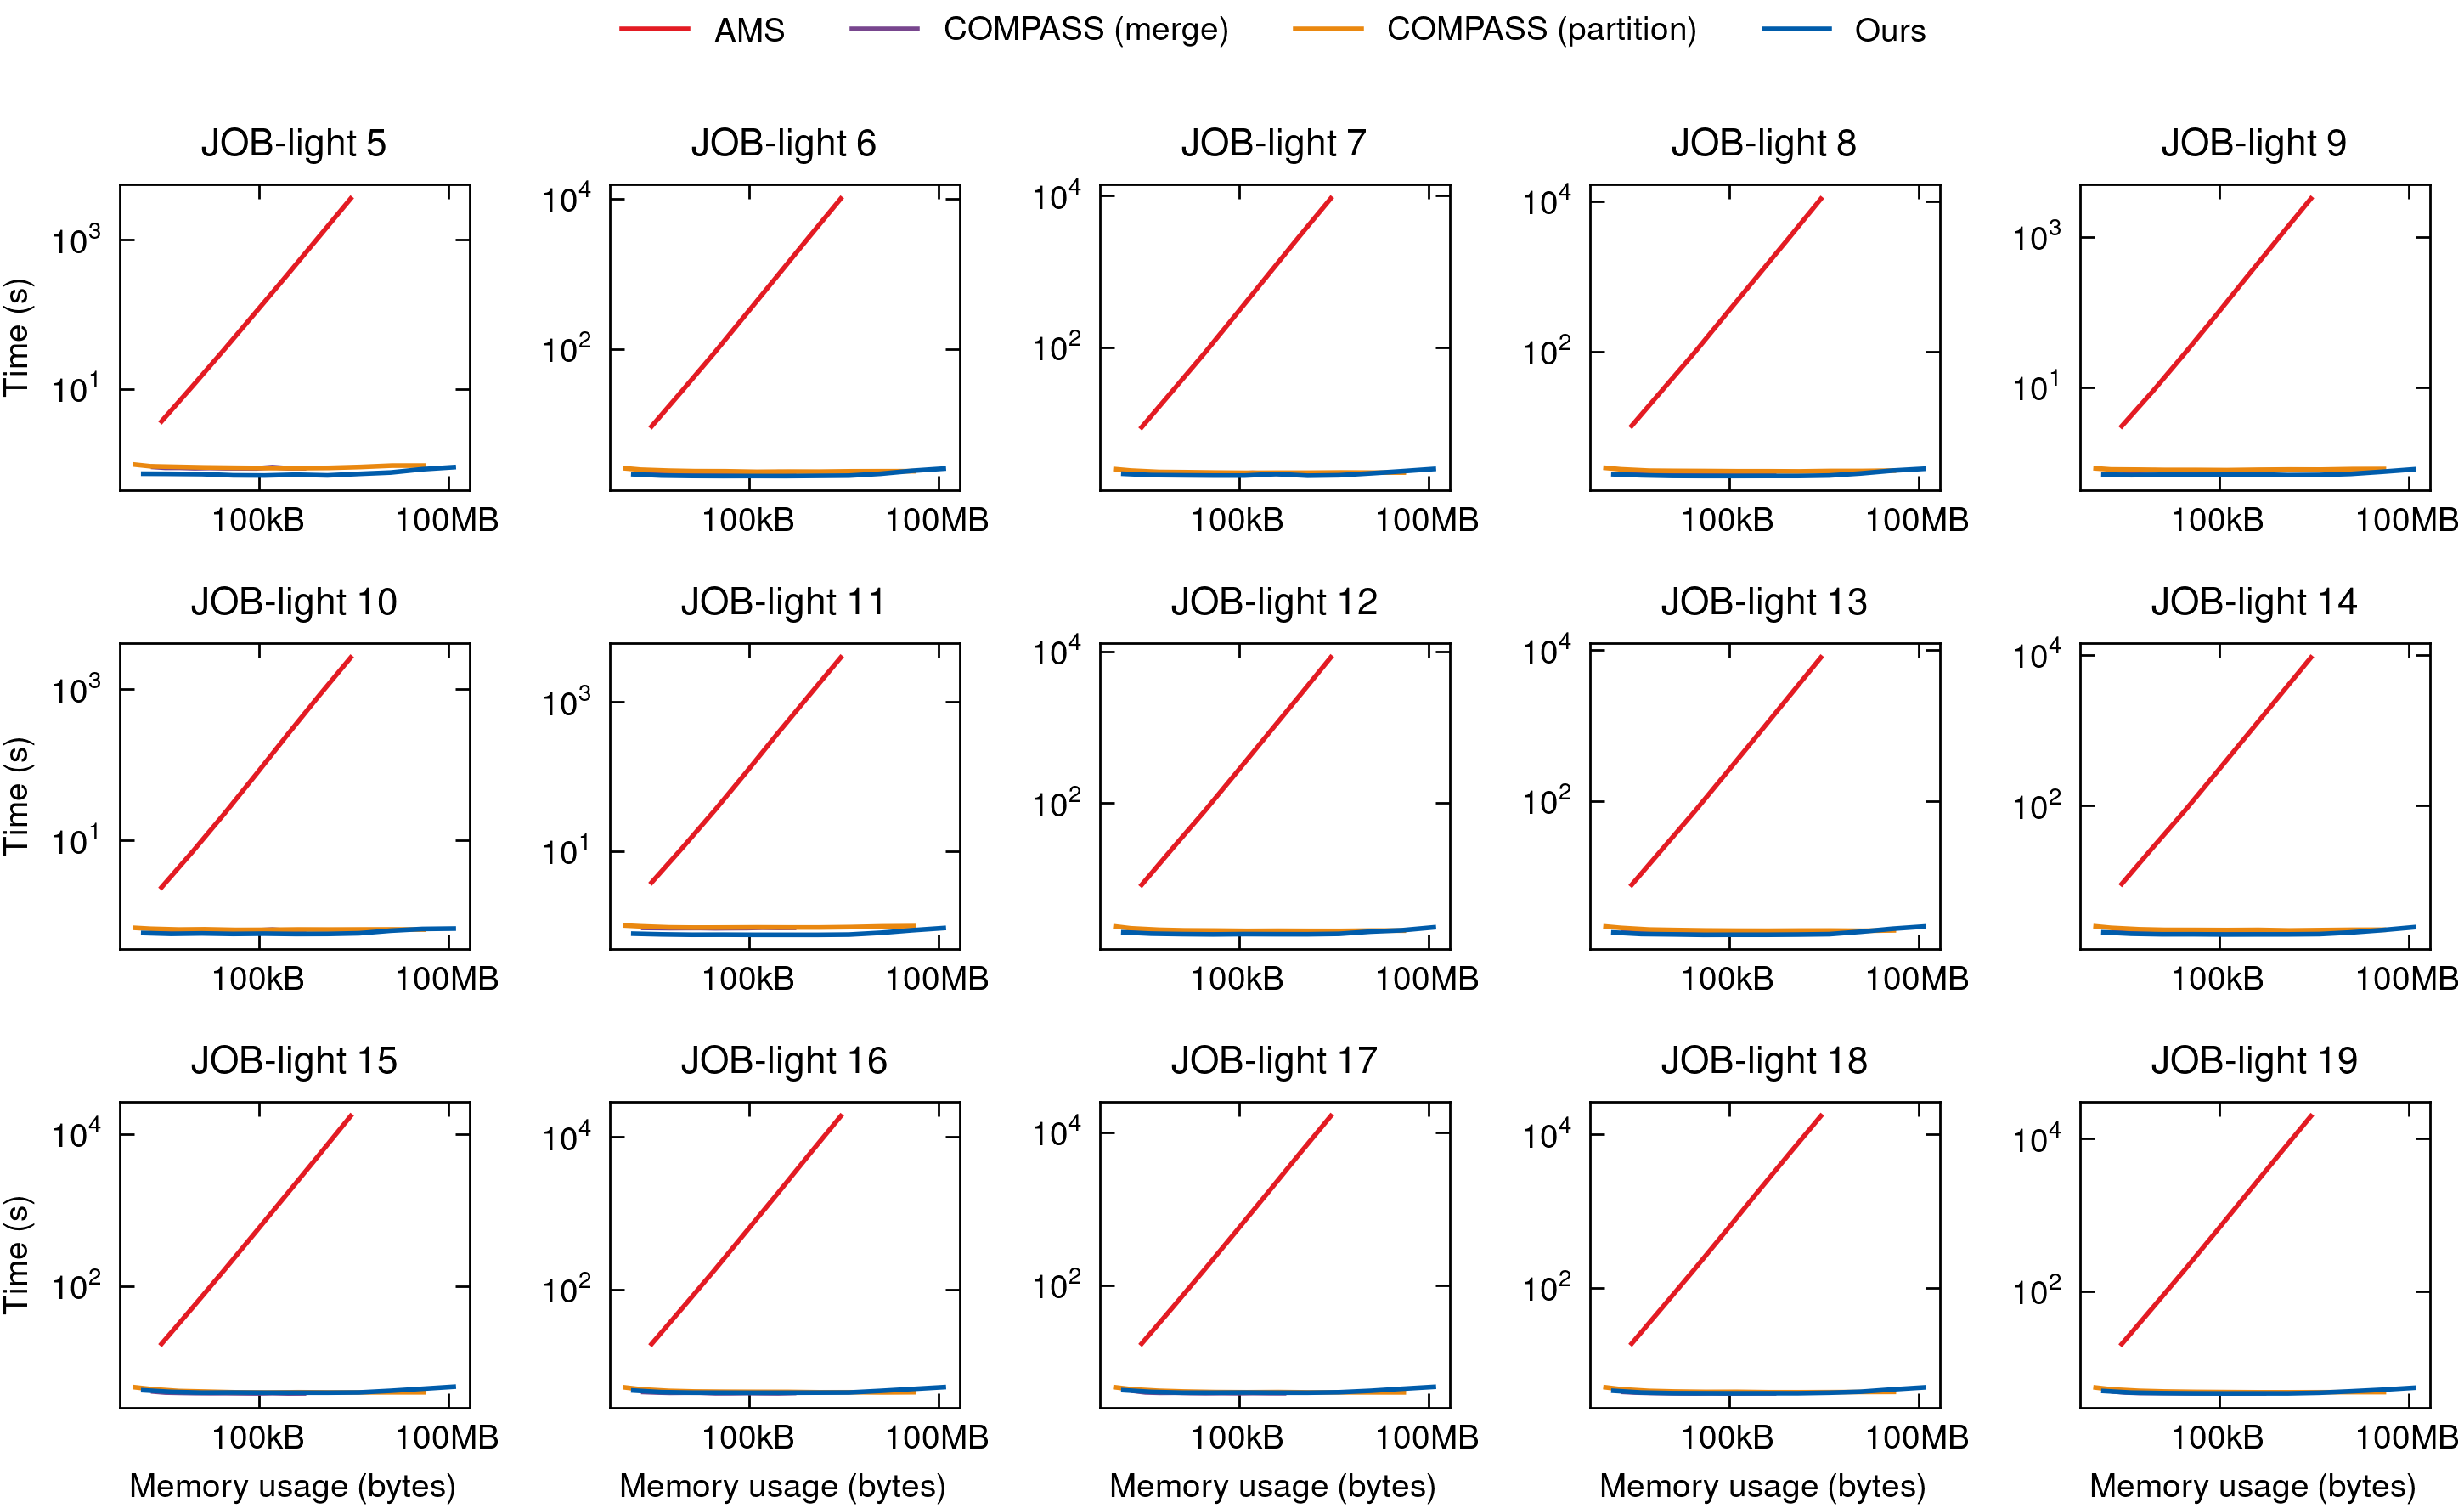 AMS COMPASS (merge) COMPASS (partition) Ours
JOB-light 5 JOB-light 6 JOB-light 7 JOB-light 8 JOB-light 9
Time (s)
10³ 10¹ 10⁴ 10² 10⁴ 10² 10⁴ 10² 10³ 10¹
100kB 100MB 100kB 100MB 100kB 100MB 100kB 100MB 100kB 100MB
JOB-light 10 JOB-light 11 JOB-light 12 JOB-light 13 JOB-light 14
Time (s)
10³ 10¹ 10³ 10¹ 10⁴ 10² 10⁴ 10² 10⁴ 10²
100kB 100MB 100kB 100MB 100kB 100MB 100kB 100MB 100kB 100MB
JOB-light 15 JOB-light 16 JOB-light 17 JOB-light 18 JOB-light 19
Time (s)
10⁴ 10² 10⁴ 10² 10⁴ 10² 10⁴ 10² 10⁴ 10²
100kB 100MB 100kB 100MB 100kB 100MB 100kB 100MB 100kB 100MB
Memory usage (bytes) Memory usage (bytes) Memory usage (bytes) Memory usage (bytes) Memory usage (bytes)